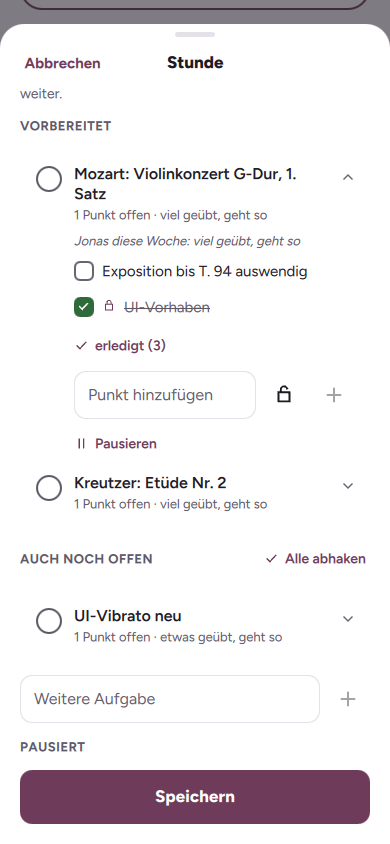 Abbrechen
Stunde
weiter.
VORBEREITET
Mozart: Violinkonzert G-Dur, 1.
Satz
1 Punkt offen · viel geübt, geht so
Jonas diese Woche: viel geübt, geht so
Exposition bis T. 94 auswendig
UI-Vorhaben
erledigt (3)
Punkt hinzufügen
Pausieren
Kreutzer: Etüde Nr. 2
1 Punkt offen · viel geübt, geht so
AUCH NOCH OFFEN
Alle abhaken
UI-Vibrato neu
1 Punkt offen · etwas geübt, geht so
Weitere Aufgabe
PAUSIERT
Speichern